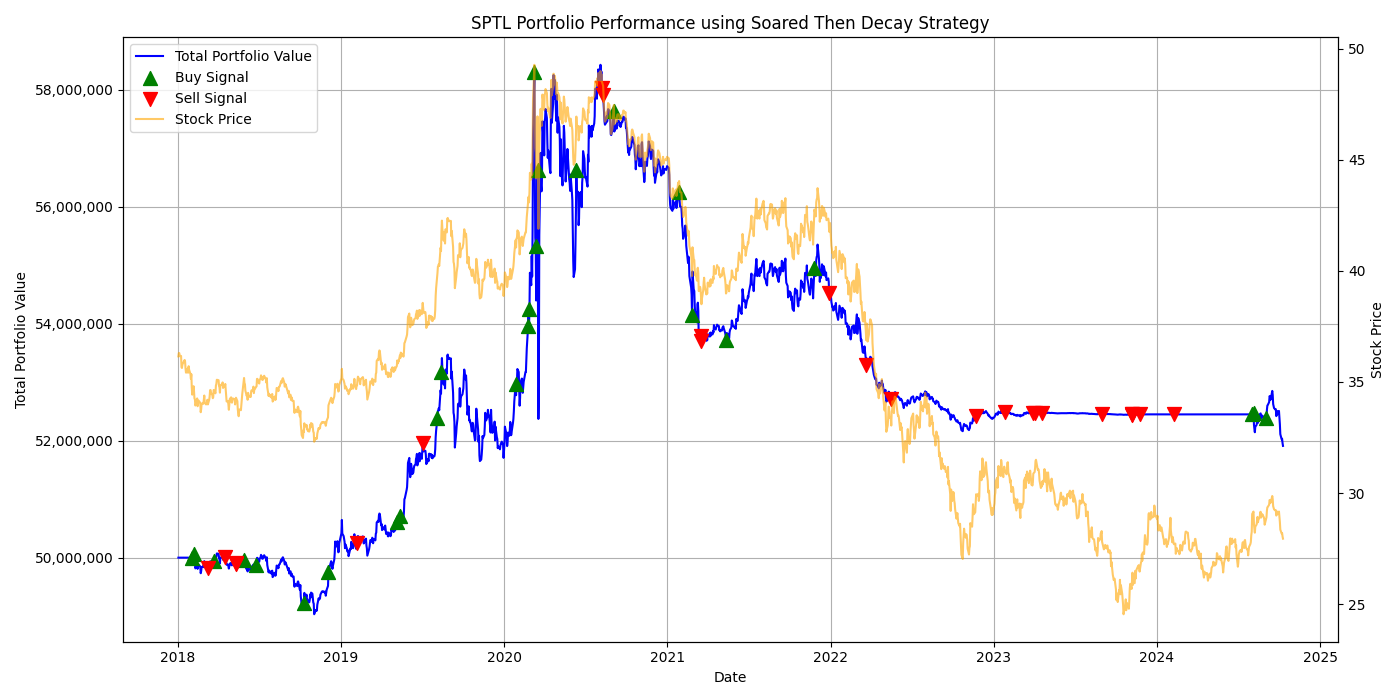 SPTL Portfolio Performance using Soared Then Decay Strategy
Total Portfolio Value
Buy Signal
Sell Signal
Stock Price
58,000,000
56,000,000
54,000,000
52,000,000
50,000,000
Total Portfolio Value
50
45
40
35
30
25
Stock Price
2018
2019
2020
2021
2022
2023
2024
2025
Date